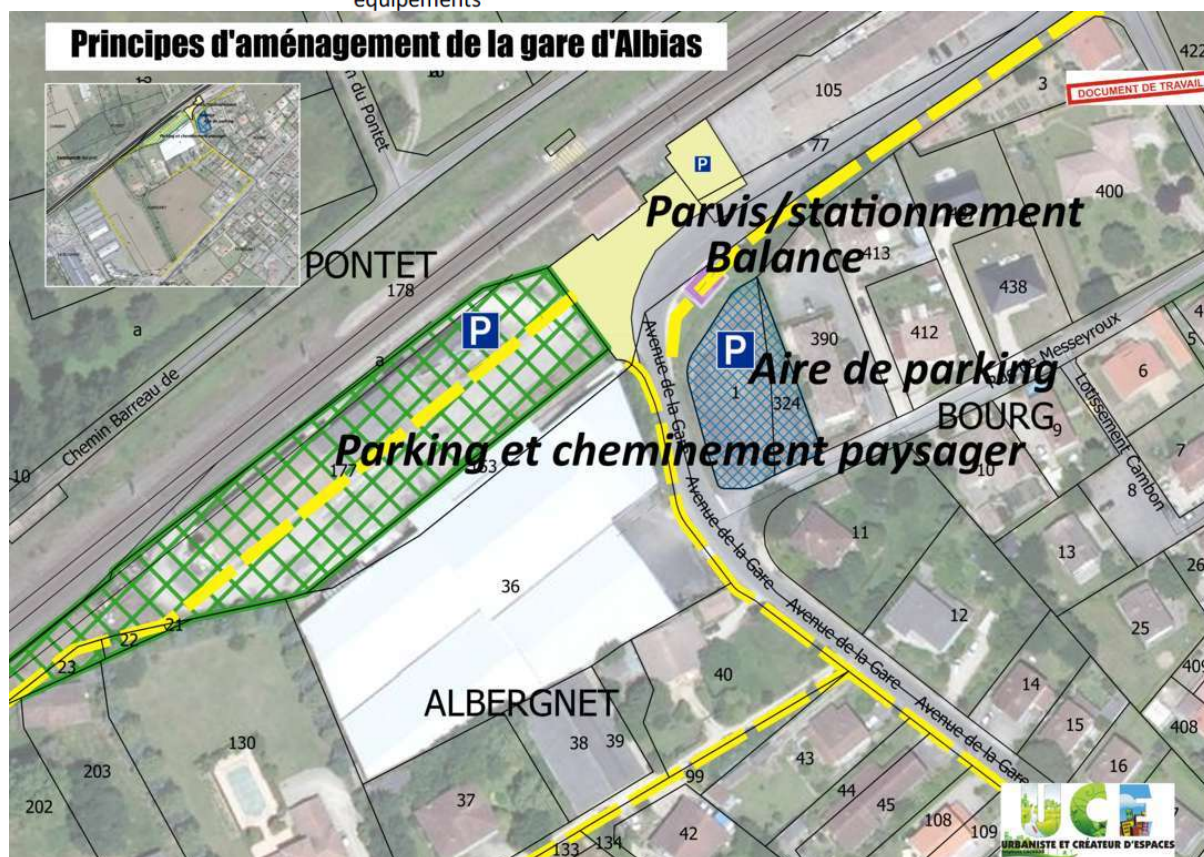 équipements
Principes d'aménagement de la gare d'Albias
DOCUMENT DE TRAVAIL
422
3
105
77
du Pontet
P
400
Parvis/stationnement
Balance
413
438
PONTET
178
a
a
P
P
390
412
Avenue de la Gare
Aire de parking
1
324
BOURG
9
Lotissement Cambon
6
5
7
Chemin Barreau de
10
177
Parking et cheminement paysager
10
8
Avenue de la Gare
11
13
26
36
12
25
Avenue de la Gare
21
22
23
40
14
409
Avenue de la Gare
15
408
16
ALBERGNET
130
38
39
43
99
203
202
37
44
45
42
108
109
133
134
UCE
URBANISTE ET CRÉATEUR D'ESPACES